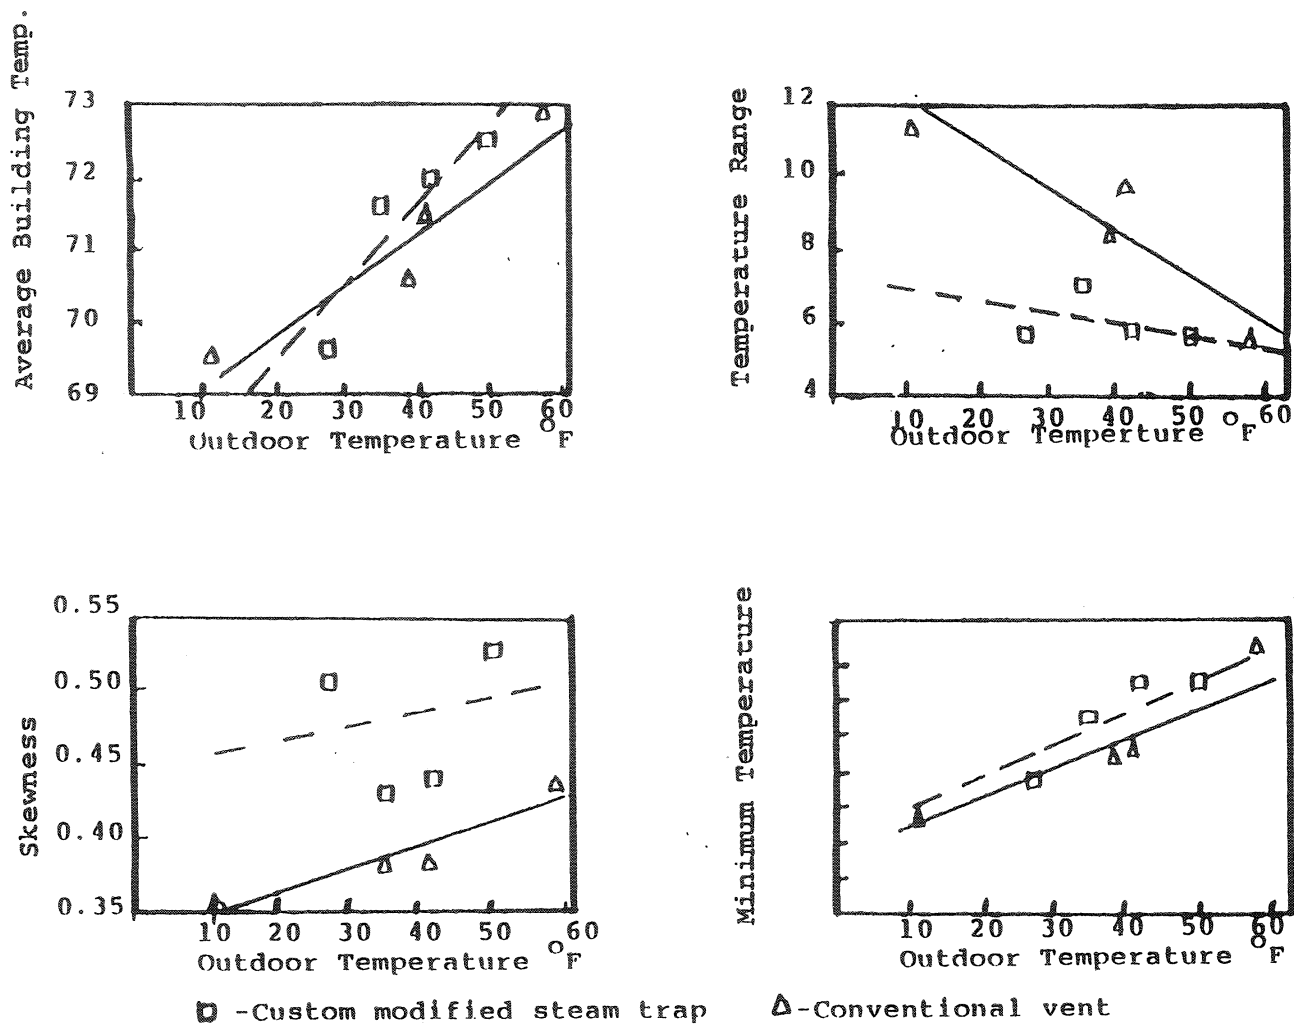 Average Building Temp.
73
72
71
70
69
10 20 30 40 50 60
Outdoor Temperature °F
Temperature Range
12
10
8
6
4
10 20 30 40 50 60
Outdoor Temperture °F
Skewness
0.55
0.50
0.45
0.40
0.35
10 20 30 40 50 60
Outdoor Temperature °F
Minimum Temperature
10 20 30 40 50 60
Outdoor Temperature °F
-Custom modified steam trap
-Conventional vent